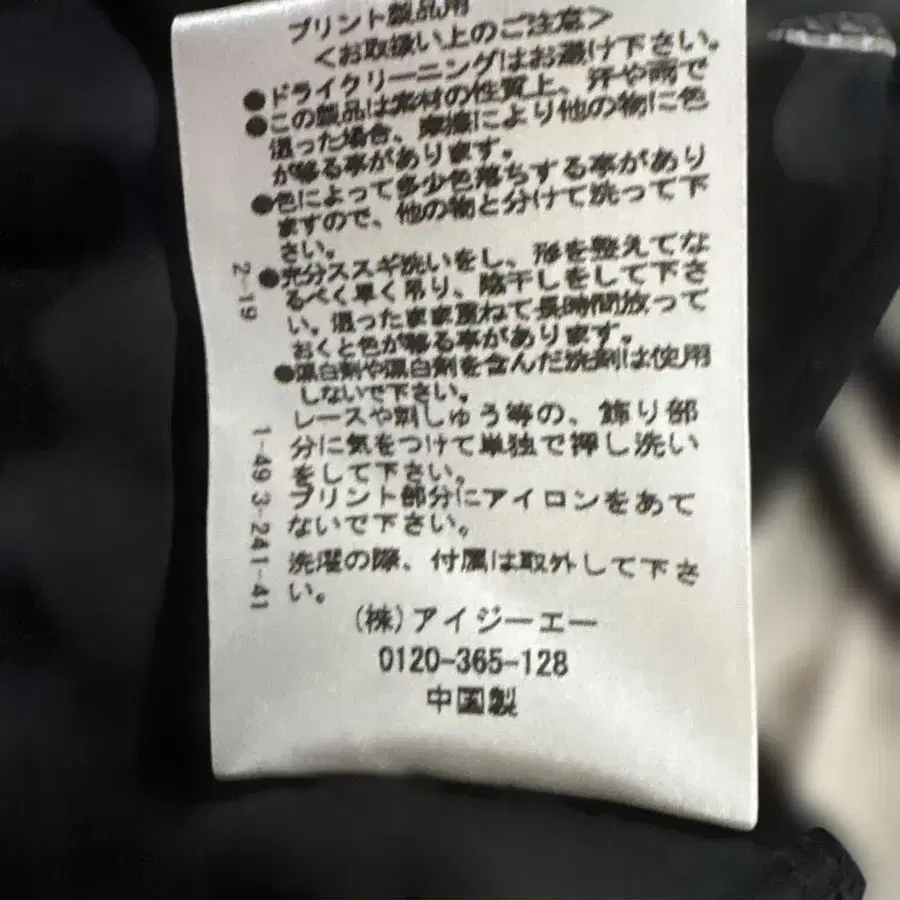 プリント製品用
<お取扱い上のご注意>
●ドライクリーニングはお避け下さい。
●この製品は素材の性質上、汗や雨で
湿った場合、摩擦により他の物に色
が移る事があります。
●色によって多少色落ちする事があり
ますので、他の物と分けて洗って下
さい。
●充分ススギ洗いをし、形を整えてな
るべく早く吊り、陰干しをして下さ
い。湿ったまま重ねて長時間放って
おくと色が移る事があります。
●漂白剤や漂白剤を含んだ洗剤は使用
しないで下さい。
レースや刺しゅう等の、飾り部
分に気をつけて単独で押し洗い
をして下さい。
プリント部分にアイロンをあて
ないで下さい。
洗濯の際、付属は取外して下さ
い。
(株)アイジーエー
0120-365-128
中国製
2-19
1-49 3-241-41